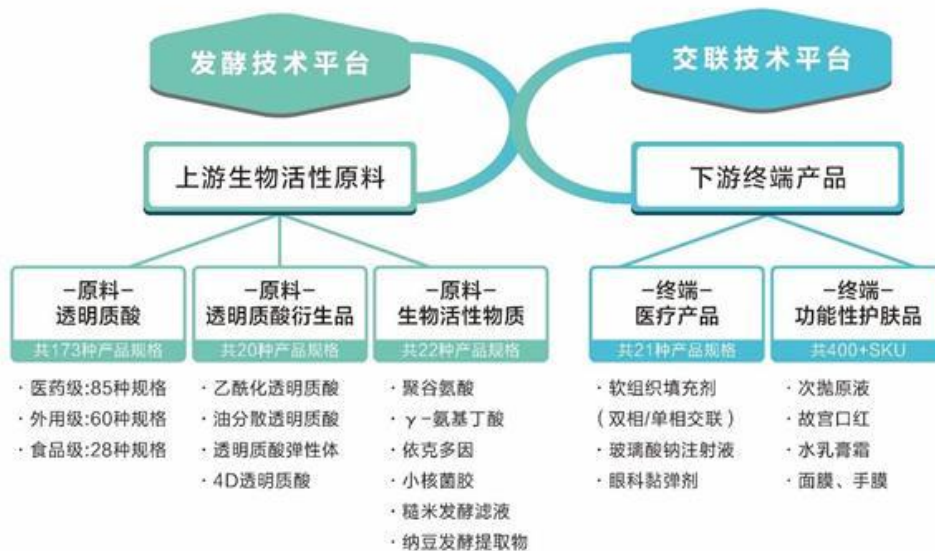 发酵技术平台
交联技术平台
上游生物活性原料
下游终端产品
-原料-
透明质酸
共173种产品规格
·医药级:85种规格
·外用级:60种规格
·食品级:28种规格
-原料-
透明质酸衍生品
共20种产品规格
·乙酰化透明质酸
·油分散透明质酸
·透明质酸弹性体
·4D透明质酸
-原料-
生物活性物质
共22种产品规格
·聚谷氨酸
·γ-氨基丁酸
·依克多因
·小核菌胶
·糙米发酵滤液
·纳豆发酵提取物
-终端-
医疗产品
共21种产品规格
·软组织填充剂
(双相/单相交联)
·玻璃酸钠注射液
·眼科黏弹剂
-终端-
功能性护肤品
共400+SKU
·次抛原液
·故宫口红
·水乳膏霜
·面膜、手膜